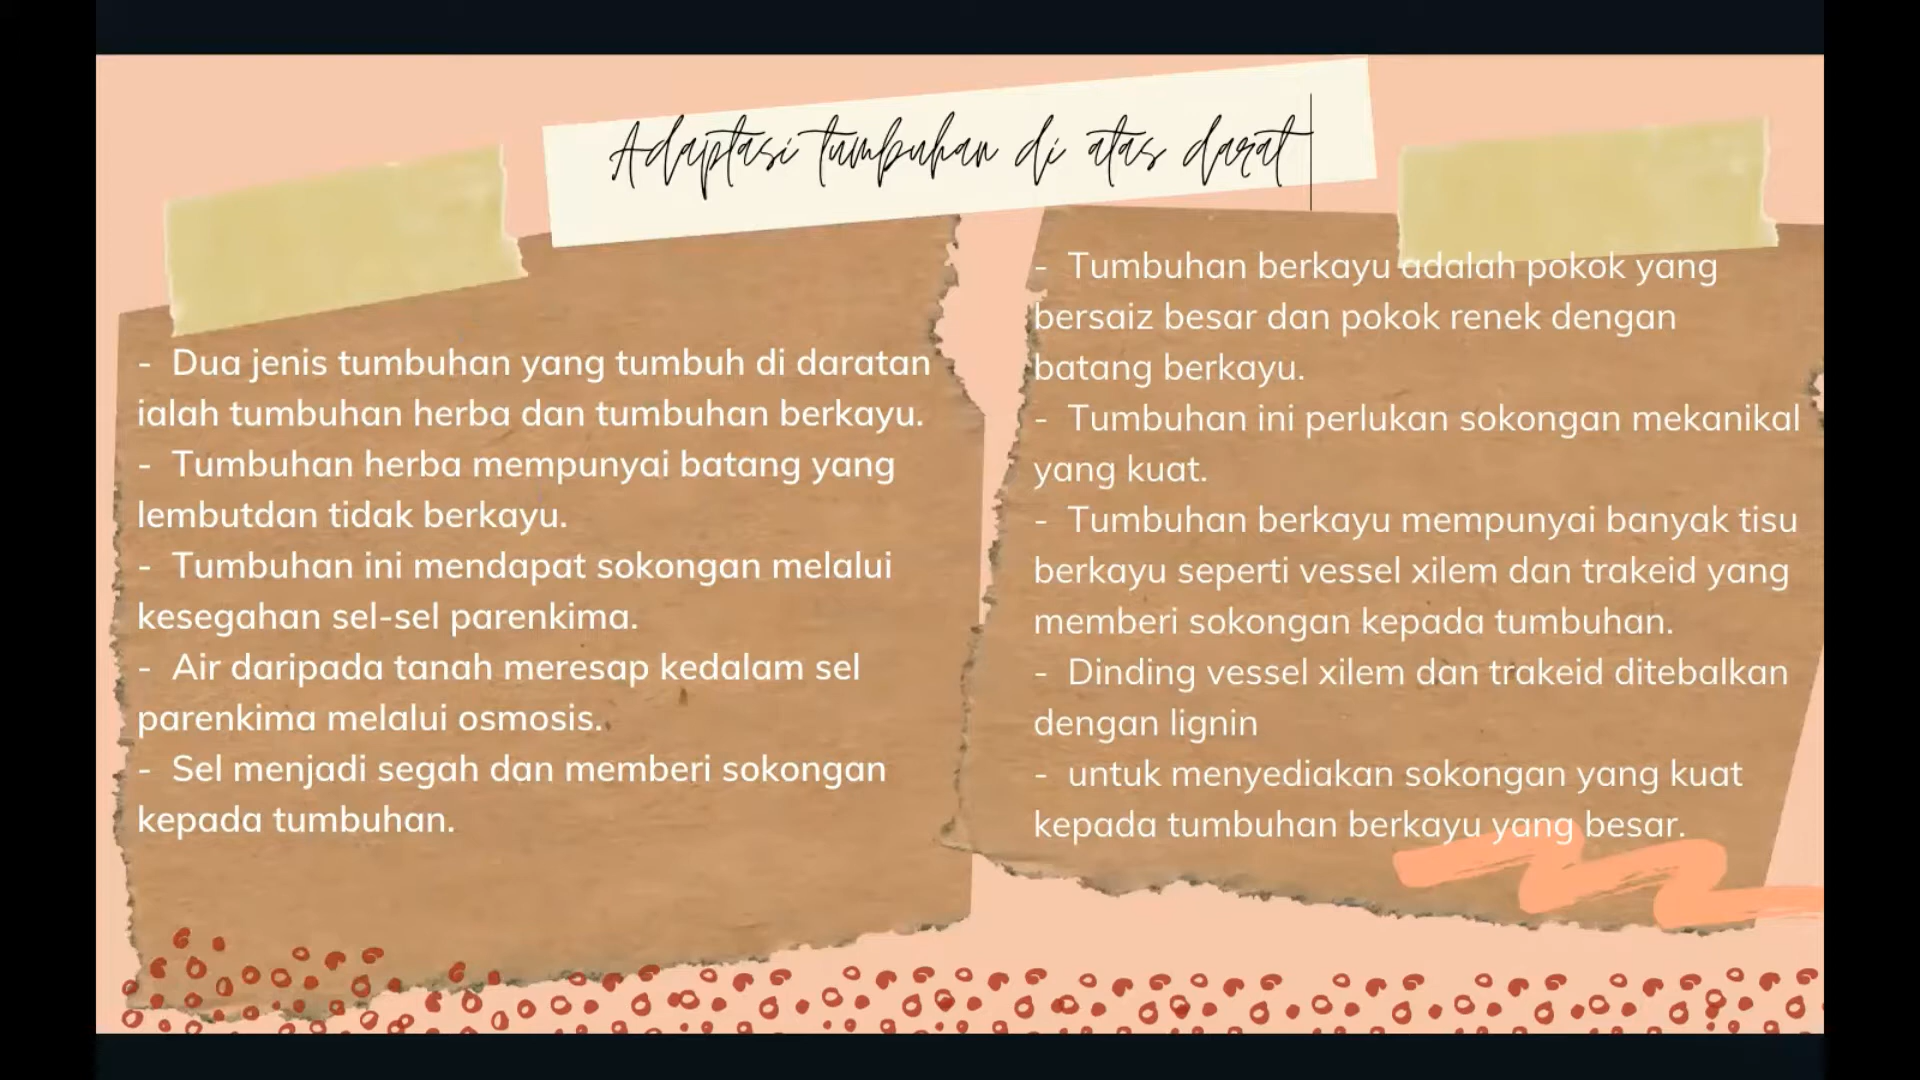 Adaptasi tumbuhan di atas darat
- Dua jenis tumbuhan yang tumbuh di daratan
ialah tumbuhan herba dan tumbuhan berkayu.
- Tumbuhan herba mempunyai batang yang
lembutdan tidak berkayu.
- Tumbuhan ini mendapat sokongan melalui
kesegahan sel-sel parenkima.
- Air daripada tanah meresap kedalam sel
parenkima melalui osmosis.
- Sel menjadi segah dan memberi sokongan
kepada tumbuhan.
- Tumbuhan berkayu adalah pokok yang
bersaiz besar dan pokok renek dengan
batang berkayu.
- Tumbuhan ini perlukan sokongan mekanikal
yang kuat.
- Tumbuhan berkayu mempunyai banyak tisu
berkayu seperti vessel xilem dan trakeid yang
memberi sokongan kepada tumbuhan.
- Dinding vessel xilem dan trakeid ditebalkan
dengan lignin
- untuk menyediakan sokongan yang kuat
kepada tumbuhan berkayu yang besar.